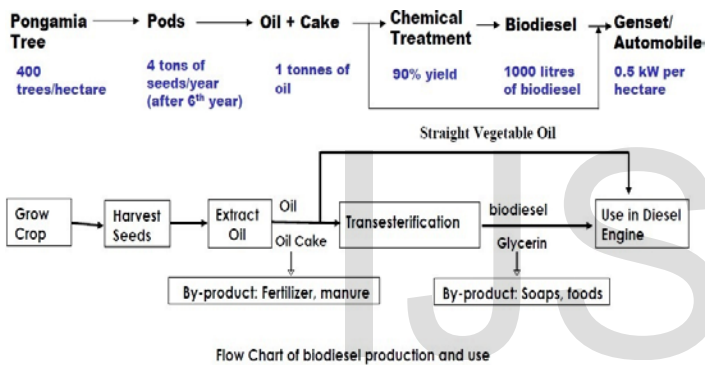 Pongamia Tree
Pods
Oil + Cake
Chemical Treatment
Biodiesel
Genset/ Automobile
400 trees/hectare
4 tons of seeds/year (after 6th year)
1 tonnes of oil
90% yield
1000 litres of biodiesel
0.5 kW per hectare
Straight Vegetable Oil
Grow Crop
Harvest Seeds
Extract Oil
Oil
Oil Cake
Transesterification
biodiesel
Glycerin
Use in Diesel Engine
By-product: Fertilizer, manure
By-product: Soaps, foods
Flow Chart of biodiesel production and use
IJS